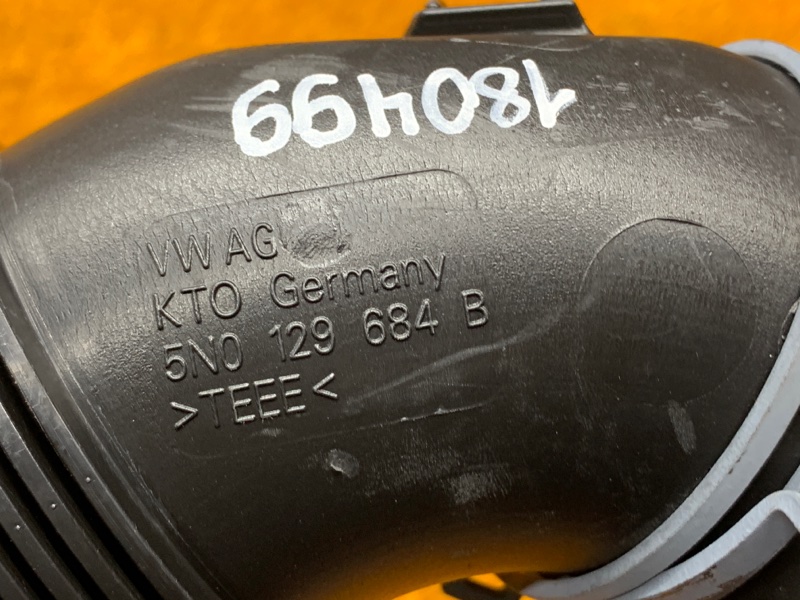 180499
VW AG
KTO Germany
5N0 129 684 B
>TEEE<